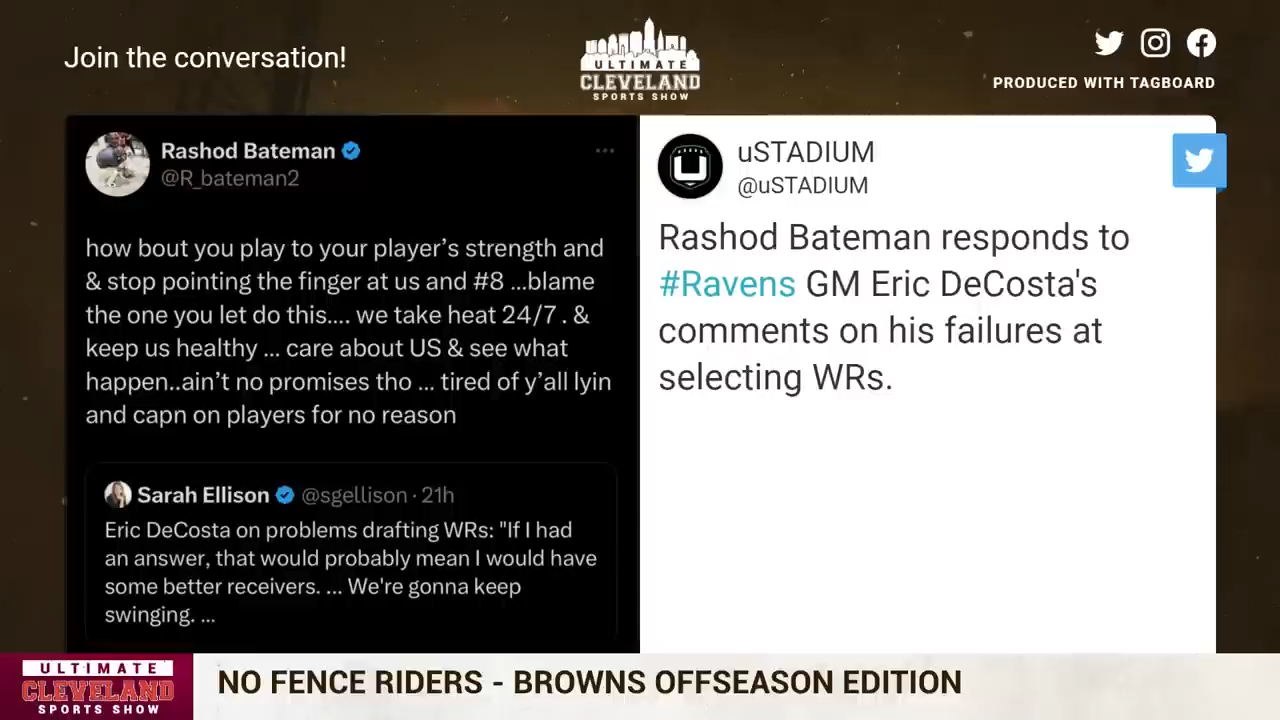 Join the conversation!
ULTIMATE
CLEVELAND
SPORTS SHOW
PRODUCED WITH TAGBOARD
Rashod Bateman
@R_bateman2
how bout you play to your player’s strength and
& stop pointing the finger at us and #8 ...blame
the one you let do this.... we take heat 24/7 . &
keep us healthy ... care about US & see what
happen..ain’t no promises tho ... tired of y’all lyin
and capn on players for no reason
Sarah Ellison @sgellison · 21h
Eric DeCosta on problems drafting WRs: "If I had
an answer, that would probably mean I would have
some better receivers. ... We're gonna keep
swinging. ...
uSTADIUM
@uSTADIUM
Rashod Bateman responds to
#Ravens GM Eric DeCosta's
comments on his failures at
selecting WRs.
ULTIMATE
CLEVELAND
SPORTS SHOW
NO FENCE RIDERS - BROWNS OFFSEASON EDITION